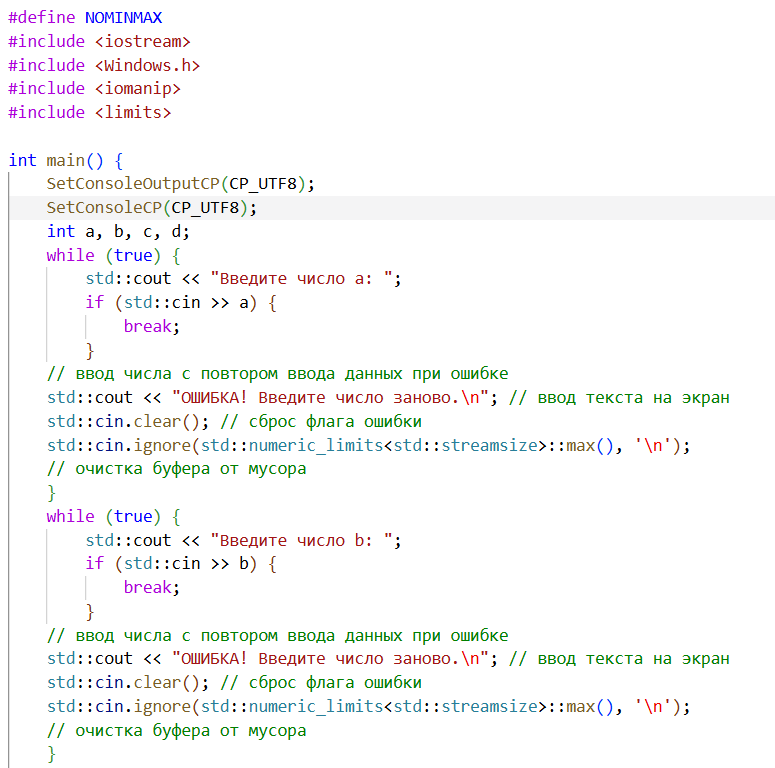 #define NOMINMAX
#include <iostream>
#include <Windows.h>
#include <iomanip>
#include <limits>

int main() {
    SetConsoleOutputCP(CP_UTF8);
    SetConsoleCP(CP_UTF8);
    int a, b, c, d;
    while (true) {
        std::cout << "Введите число a: ";
        if (std::cin >> a) {
            break;
        }
    // ввод числа с повтором ввода данных при ошибке
    std::cout << "ОШИБКА! Введите число заново.\n"; // ввод текста на экран
    std::cin.clear(); // сброс флага ошибки
    std::cin.ignore(std::numeric_limits<std::streamsize>::max(), '\n');
    // очистка буфера от мусора
    }
    while (true) {
        std::cout << "Введите число b: ";
        if (std::cin >> b) {
            break;
        }
    // ввод числа с повтором ввода данных при ошибке
    std::cout << "ОШИБКА! Введите число заново.\n"; // ввод текста на экран
    std::cin.clear(); // сброс флага ошибки
    std::cin.ignore(std::numeric_limits<std::streamsize>::max(), '\n');
    // очистка буфера от мусора
    }